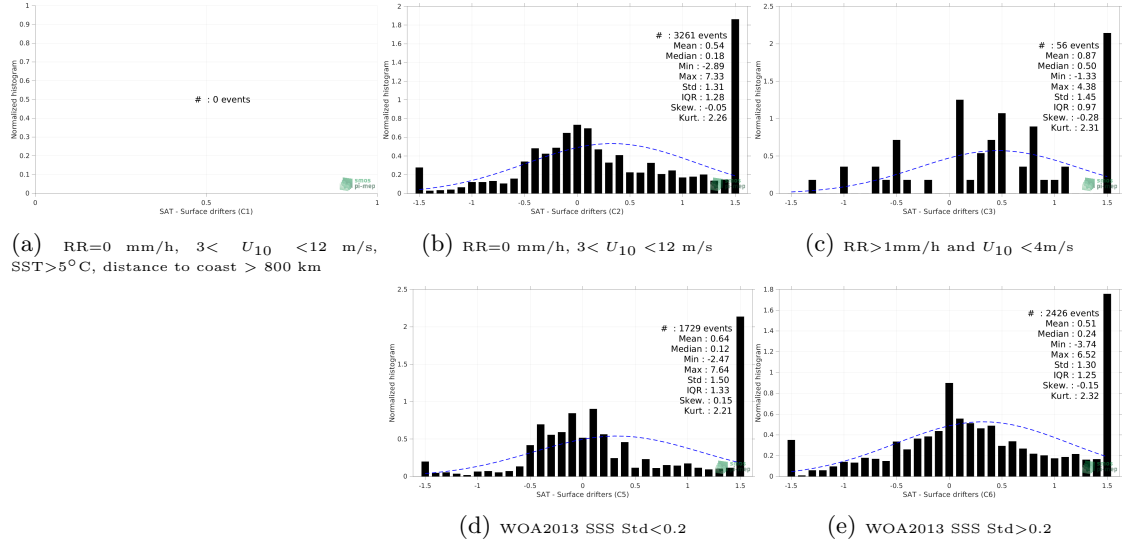 1
0.9
0.8
0.7
0.6
0.5
0.4
0.3
0.2
0.1
0
Normalized histogram
# : 0 events
smos
pi-mep
0 0.5 1
SAT - Surface drifters (C1)
(a) RR=0 mm/h, 3< U10 <12 m/s,
SST>5°C, distance to coast > 800 km
2
1.8
1.6
1.4
1.2
1
0.8
0.6
0.4
0.2
0
Normalized histogram
# : 3261 events
Mean : 0.54
Median : 0.18
Min : -2.89
Max : 7.33
Std : 1.31
IQR : 1.28
Skew. : -0.05
Kurt. : 2.26
smos
pi-mep
-1.5 -1 -0.5 0 0.5 1 1.5
SAT - Surface drifters (C2)
(b) RR=0 mm/h, 3< U10 <12 m/s
2.5
2
1.5
1
0.5
0
Normalized histogram
# : 56 events
Mean : 0.87
Median : 0.50
Min : -1.33
Max : 4.38
Std : 1.45
IQR : 0.97
Skew. : -0.28
Kurt. : 2.31
smos
pi-mep
-1.5 -1 -0.5 0 0.5 1 1.5
SAT - Surface drifters (C3)
(c) RR>1mm/h and U10 <4m/s
2.5
2
1.5
1
0.5
0
Normalized histogram
# : 1729 events
Mean : 0.64
Median : 0.12
Min : -2.47
Max : 7.64
Std : 1.50
IQR : 1.33
Skew. : 0.15
Kurt. : 2.21
smos
pi-mep
-1.5 -1 -0.5 0 0.5 1 1.5
SAT - Surface drifters (C5)
(d) WOA2013 SSS Std<0.2
1.8
1.6
1.4
1.2
1
0.8
0.6
0.4
0.2
0
Normalized histogram
# : 2426 events
Mean : 0.51
Median : 0.24
Min : -3.74
Max : 6.52
Std : 1.30
IQR : 1.25
Skew. : -0.15
Kurt. : 2.32
smos
pi-mep
-1.5 -1 -0.5 0 0.5 1 1.5
SAT - Surface drifters (C6)
(e) WOA2013 SSS Std>0.2